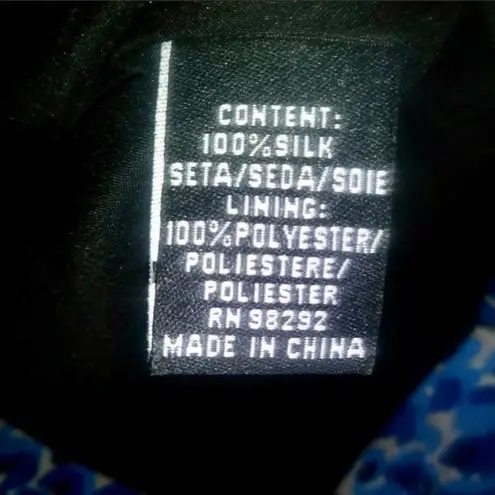 CONTENT:
100%SILK
SETA/SEDA/SOIE
LINING:
100%POLYESTER/
POLIESTERE/
POLIESTER
RN 98292
MADE IN CHINA